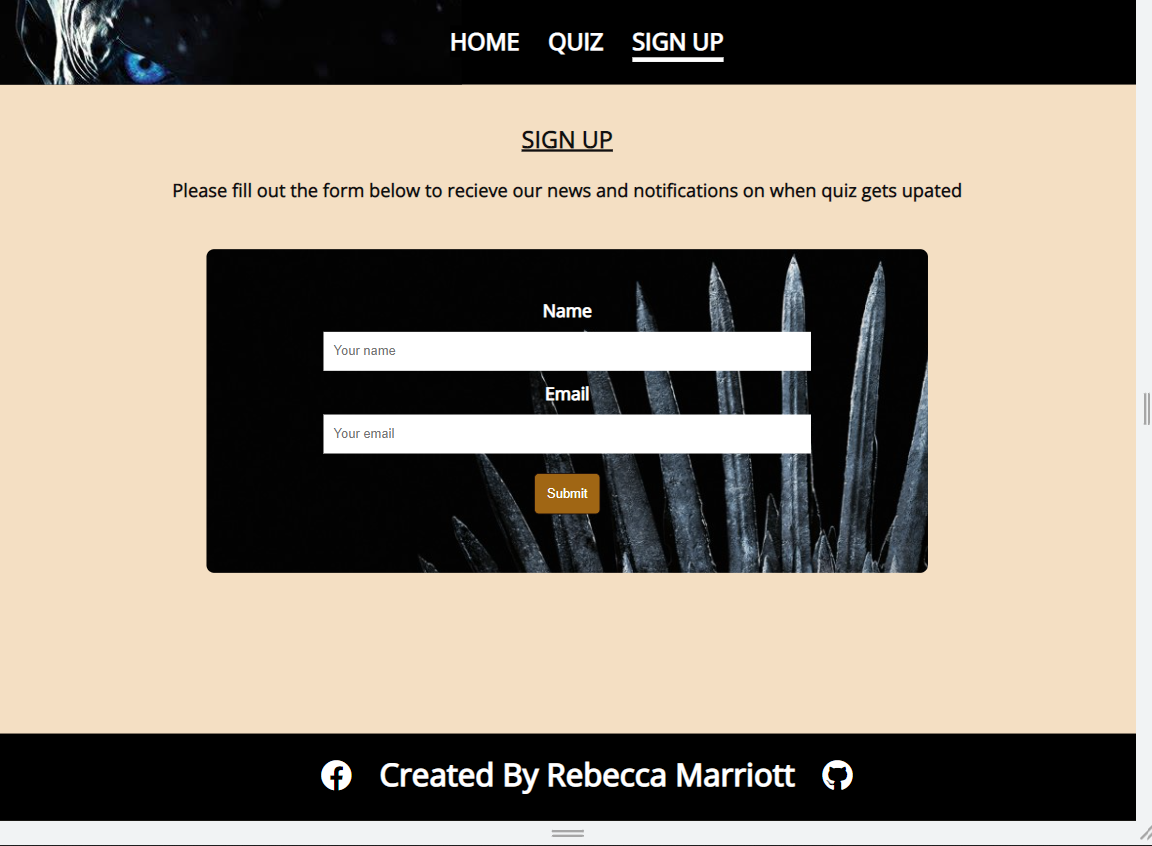 HOME QUIZ SIGN UP
SIGN UP
Please fill out the form below to recieve our news and notifications on when quiz gets upated
Name
Your name
Email
Your email
Submit
Created By Rebecca Marriott